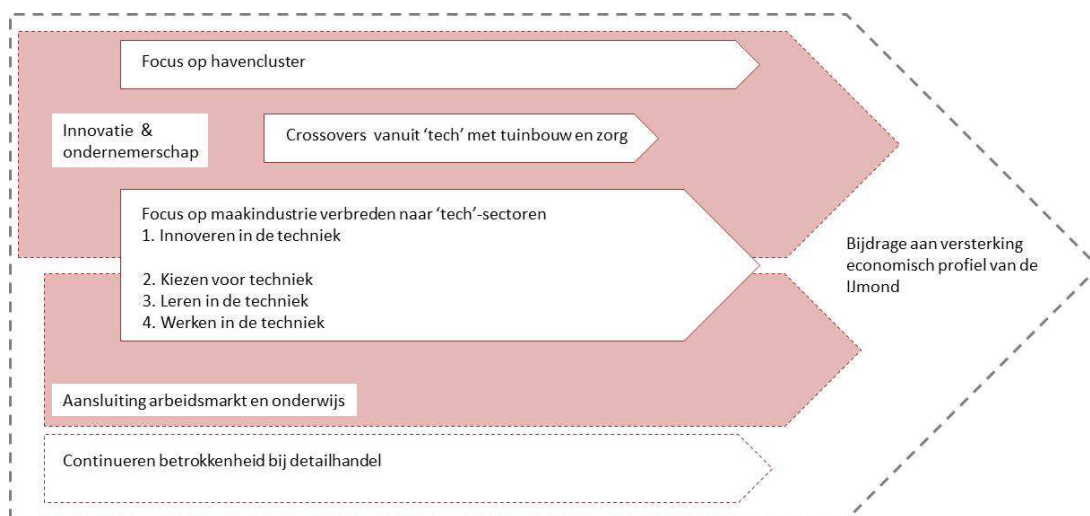 Focus op havencluster
Innovatie &
ondernemerschap
Crossovers vanuit ‘tech’ met tuinbouw en zorg
Focus op maakindustrie verbreden naar ‘tech’-sectoren
1. Innoveren in de techniek
2. Kiezen voor techniek
3. Leren in de techniek
4. Werken in de techniek
Bijdrage aan versterking
economisch profiel van de
IJmond
Aansluiting arbeidsmarkt en onderwijs
Continueren betrokkenheid bij detailhandel